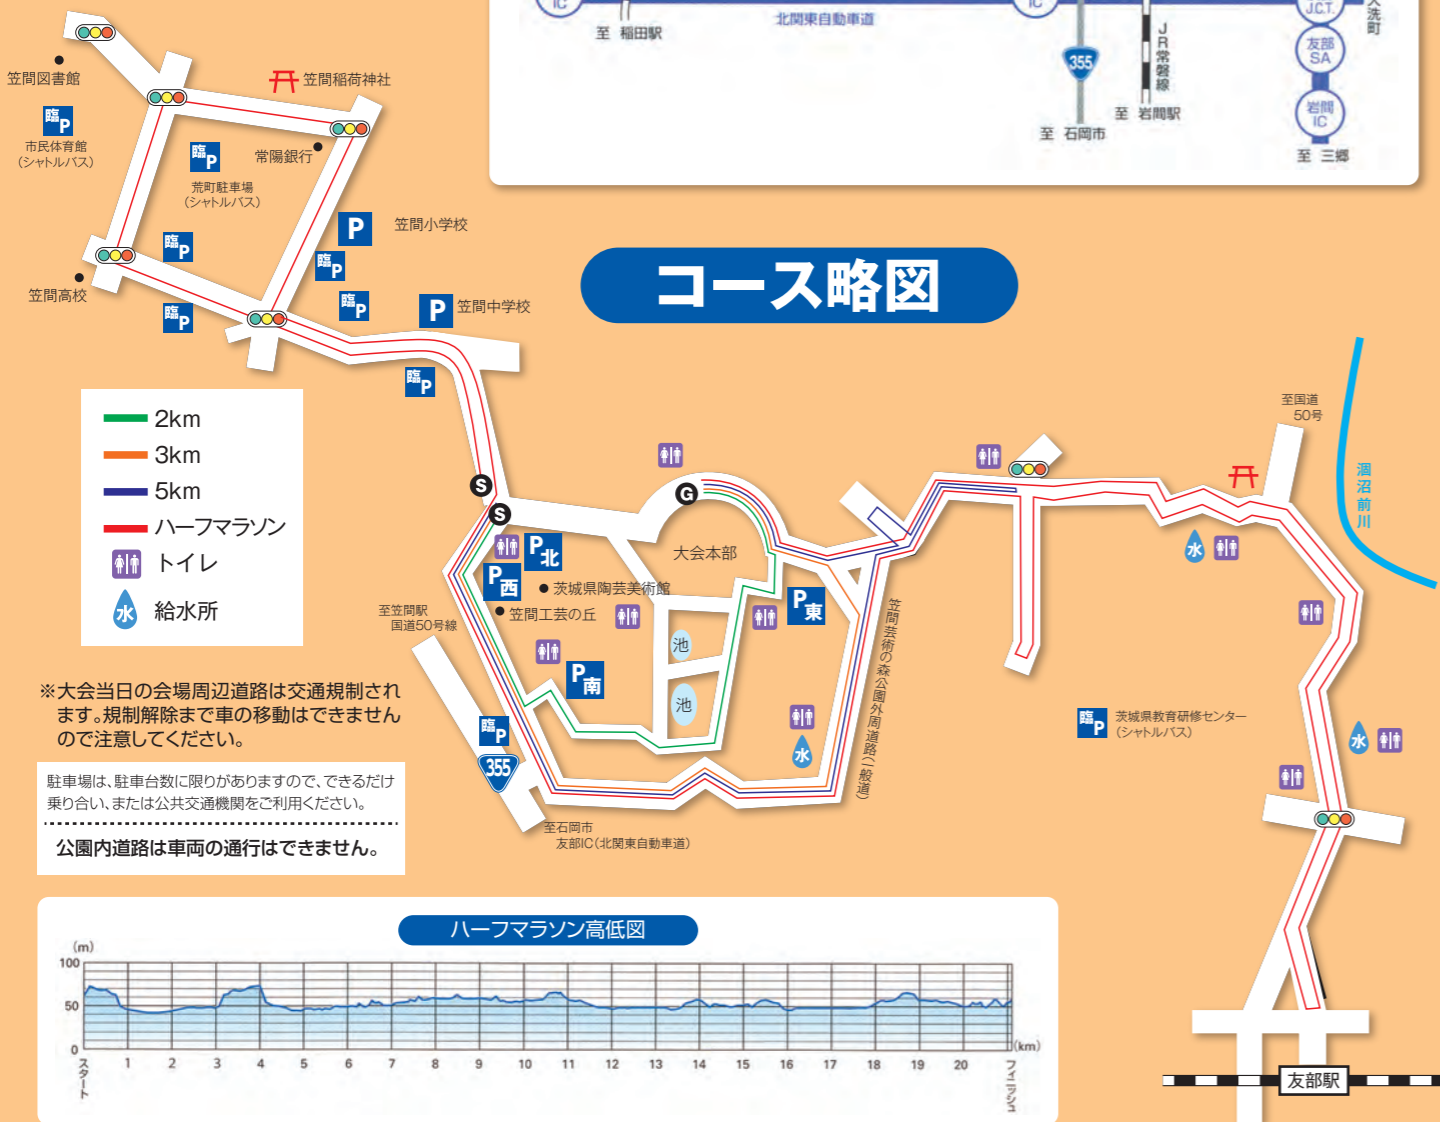 IC
至 稲田駅
北関東自動車道
IC
355
至 石岡市
JR常磐線
至 岩間駅
J.C.T.
大洗町
友部
SA
岩間
IC
至 三郷
コース略図
笠間図書館
臨P
市民体育館
(シャトルバス)
笠間稲荷神社
常陽銀行
臨P
荒町駐車場
(シャトルバス)
P
笠間小学校
臨P
臨P
臨P
笠間高校
臨P
P
笠間中学校
臨P
2km
3km
5km
ハーフマラソン
トイレ
水
給水所
S
S
G
大会本部
P北
P西
茨城県陶芸美術館
笠間工芸の丘
P東
P南
池
池
水
至笠間駅
国道50号線
臨P
355
至石岡市
友部IC(北関東自動車道)
笠間芸術の森公園外周道路(一般道)
至国道
50号
涸沼前川
水
水
臨P
茨城県教育研修センター
(シャトルバス)
友部駅
※大会当日の会場周辺道路は交通規制され
ます。規制解除まで車の移動はできません
ので注意してください。
駐車場は、駐車台数に限りがありますので、できるだけ
乗り合い、または公共交通機関をご利用ください。
公園内道路は車両の通行はできません。
ハーフマラソン高低図
(m)
100
50
0
スタート 1 2 3 4 5 6 7 8 9 10 11 12 13 14 15 16 17 18 19 20 フィニッシュ
(km)